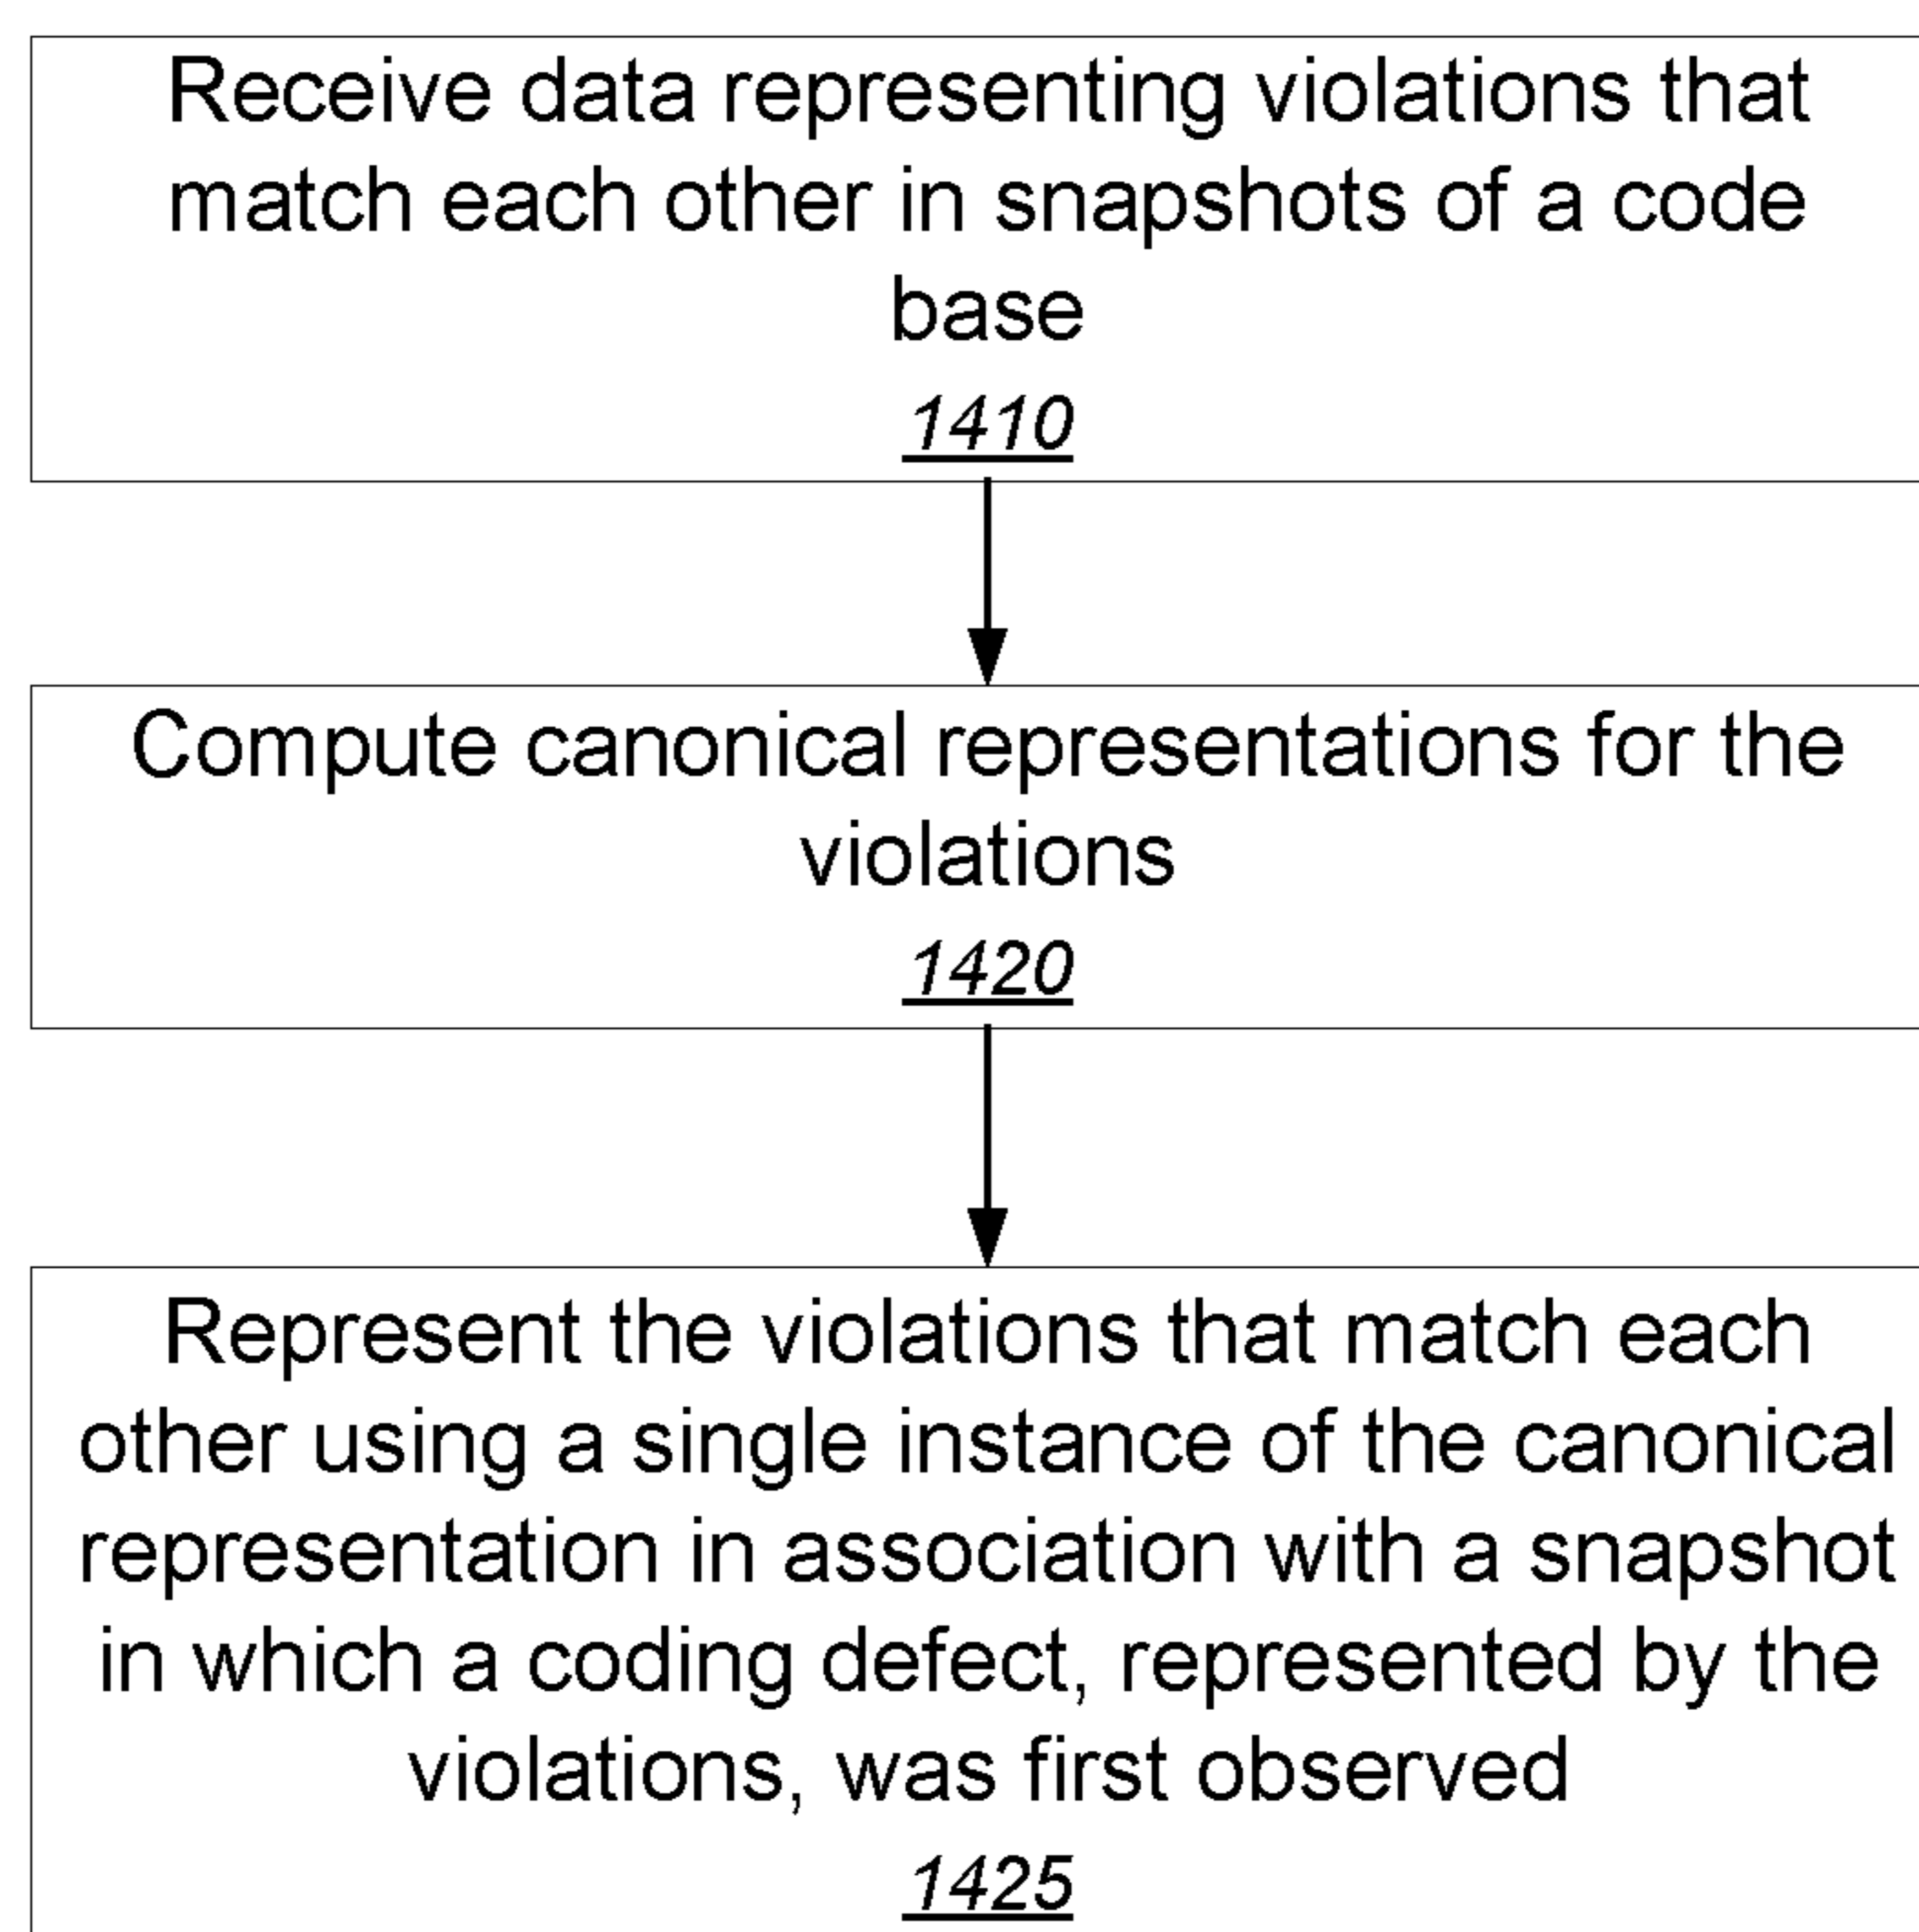 Receive data representing violations that
match each other in snapshots of a code
base
1410
Compute canonical representations for the
violations
1420
Represent the violations that match each
other using a single instance of the canonical
representation in association with a snapshot
in which a coding defect, represented by the
violations, was first observed
1425